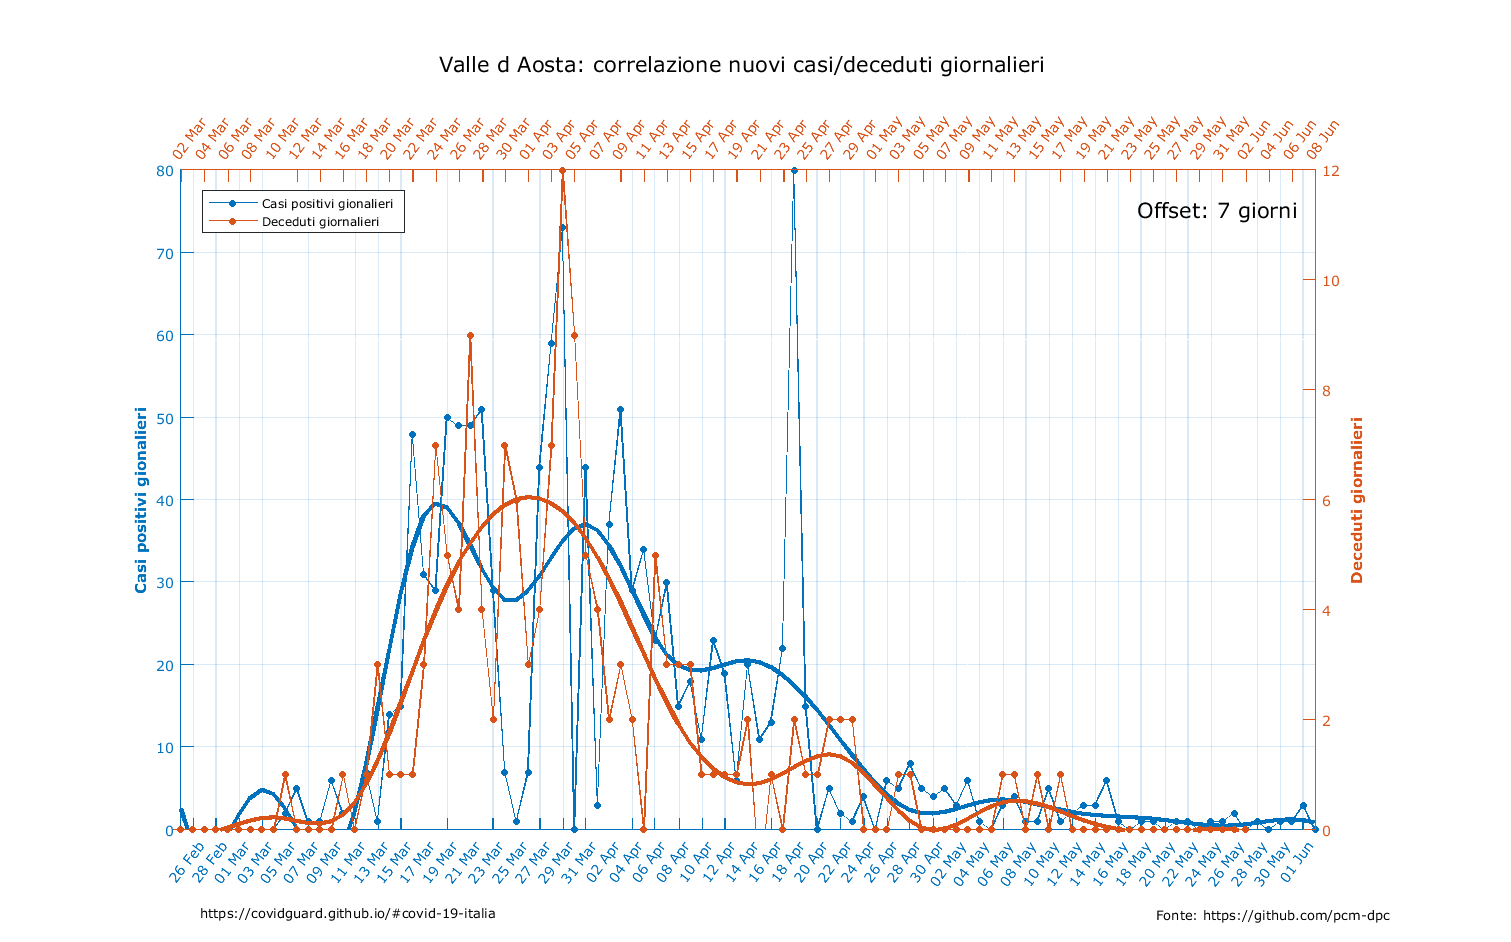 Valle d Aosta: correlazione nuovi casi/deceduti giornalieri
02 Mar 04 Mar 06 Mar 08 Mar 10 Mar 12 Mar 14 Mar 16 Mar 18 Mar 20 Mar 22 Mar 24 Mar 26 Mar 28 Mar 30 Mar 01 Apr 03 Apr 05 Apr 07 Apr 09 Apr 11 Apr 13 Apr 15 Apr 17 Apr 19 Apr 21 Apr 23 Apr 25 Apr 27 Apr 29 Apr 01 May 03 May 05 May 07 May 09 May 11 May 13 May 15 May 17 May 19 May 21 May 23 May 25 May 27 May 29 May 31 May 02 Jun 04 Jun 06 Jun 08 Jun
80 12
Casi positivi gionalieri
Deceduti giornalieri
Offset: 7 giorni
70
10
60
8
50
40 6
30
4
20
2
10
0 0
Casi positivi gionalieri
Deceduti giornalieri
26 Feb 28 Feb 01 Mar 03 Mar 05 Mar 07 Mar 09 Mar 11 Mar 13 Mar 15 Mar 17 Mar 19 Mar 21 Mar 23 Mar 25 Mar 27 Mar 29 Mar 31 Mar 02 Apr 04 Apr 06 Apr 08 Apr 10 Apr 12 Apr 14 Apr 16 Apr 18 Apr 20 Apr 22 Apr 24 Apr 26 Apr 28 Apr 30 Apr 02 May 04 May 06 May 08 May 10 May 12 May 14 May 16 May 18 May 20 May 22 May 24 May 26 May 28 May 30 May 01 Jun
https://covidguard.github.io/#covid-19-italia
Fonte: https://github.com/pcm-dpc